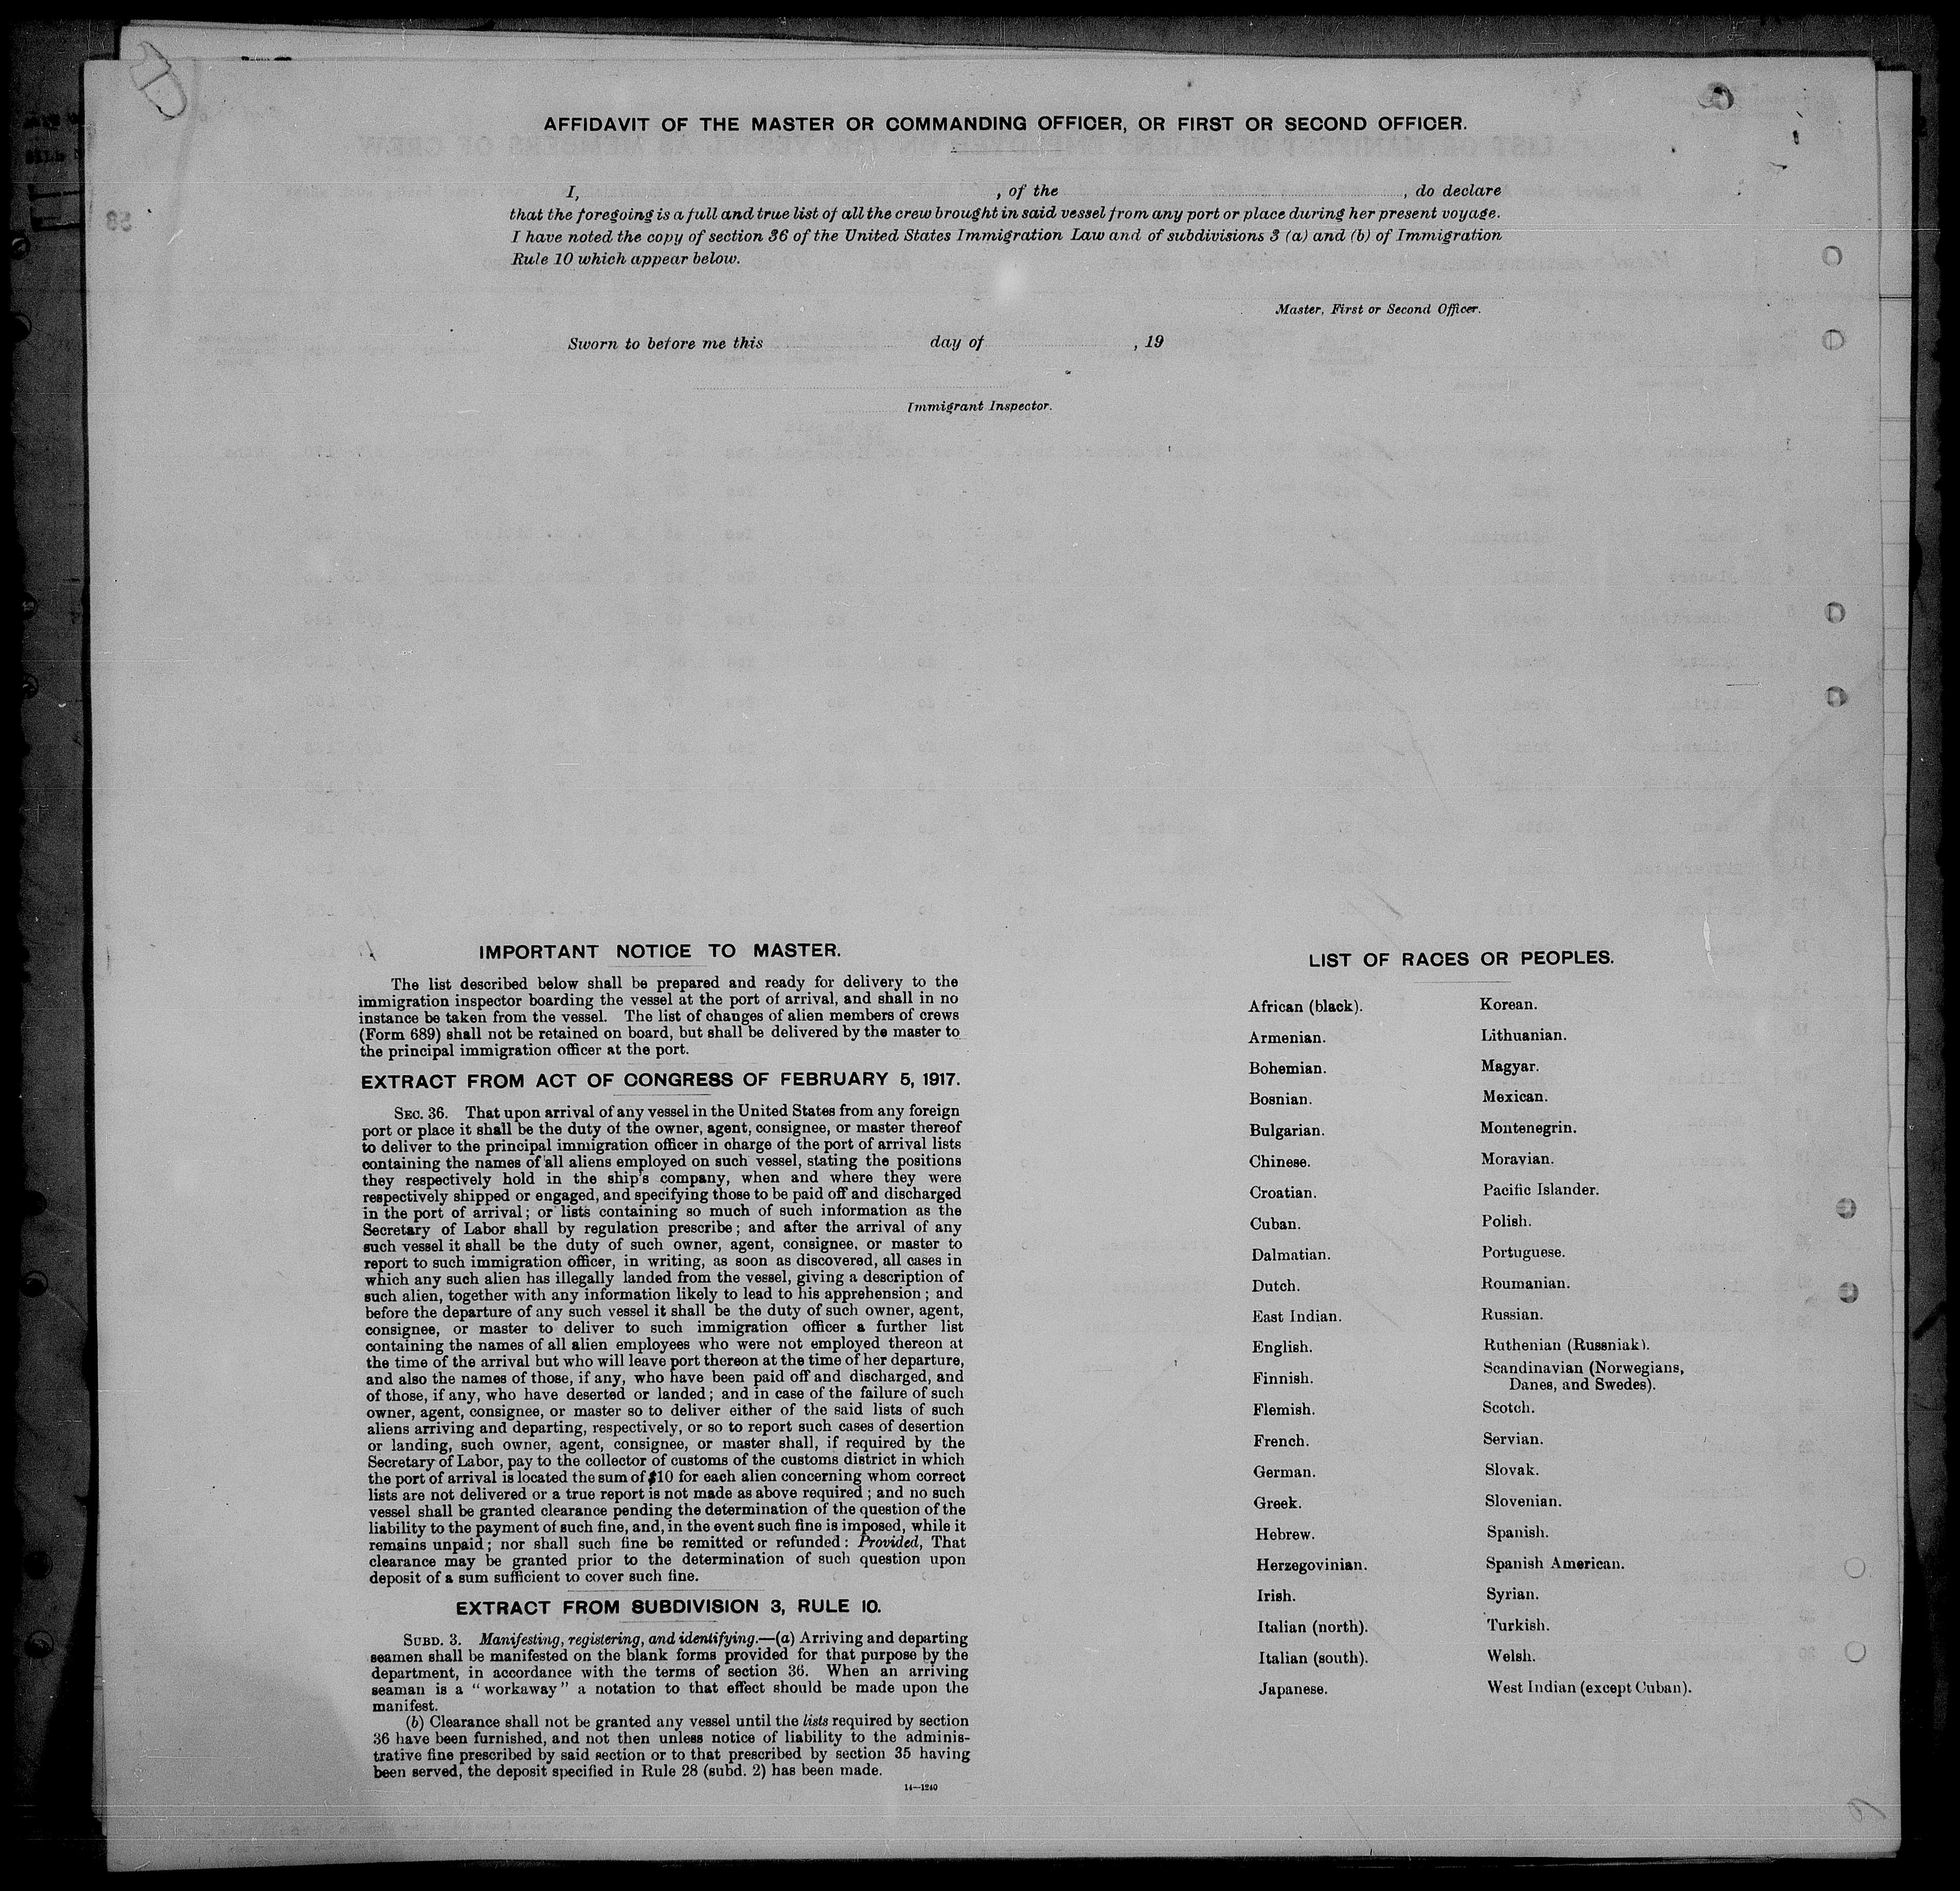 AFFIDAVIT OF THE MASTER OR COMMANDING OFFICER, OR FIRST OR SECOND OFFICER.
I, , of the , do declare
that the foregoing is a full and true list of all the crew brought in said vessel from any port or place during her present voyage.
I have noted the copy of section 36 of the United States Immigration Law and of subdivisions 3 (a) and (b) of Immigration
Rule 10 which appear below.
Master, First or Second Officer.
Sworn to before me this day of , 19
Immigrant Inspector.
IMPORTANT NOTICE TO MASTER.
The list described below shall be prepared and ready for delivery to the
immigration inspector boarding the vessel at the port of arrival, and shall in no
instance be taken from the vessel. The list of changes of alien members of crews
(Form 689) shall not be retained on board, but shall be delivered by the master to
the principal immigration officer at the port.
EXTRACT FROM ACT OF CONGRESS OF FEBRUARY 5, 1917.
SEC. 36. That upon arrival of any vessel in the United States from any foreign
port or place it shall be the duty of the owner, agent, consignee, or master thereof
to deliver to the principal immigration officer in charge of the port of arrival lists
containing the names of all aliens employed on such vessel, stating the positions
they respectively hold in the ship's company, when and where they were
respectively shipped or engaged, and specifying those to be paid off and discharged
in the port of arrival; or lists containing so much of such information as the
Secretary of Labor shall by regulation prescribe; and after the arrival of any
such vessel it shall be the duty of such owner, agent, consignee, or master to
report to such immigration officer, in writing, as soon as discovered, all cases in
which any such alien has illegally landed from the vessel, giving a description of
such alien, together with any information likely to lead to his apprehension; and
before the departure of any such vessel it shall be the duty of such owner, agent,
consignee, or master to deliver to such immigration officer a further list
containing the names of all alien employees who were not employed thereon at
the time of the arrival but who will leave port thereon at the time of her departure,
and also the names of those, if any, who have been paid off and discharged, and
of those, if any, who have deserted or landed; and in case of the failure of such
owner, agent, consignee, or master so to deliver either of the said lists of such
aliens arriving and departing, respectively, or so to report such cases of desertion
or landing, such owner, agent, consignee, or master shall, if required by the
Secretary of Labor, pay to the collector of customs of the customs district in which
the port of arrival is located the sum of $10 for each alien concerning whom correct
lists are not delivered or a true report is not made as above required; and no such
vessel shall be granted clearance pending the determination of the question of the
liability to the payment of such fine, and, in the event such fine is imposed, while it
remains unpaid; nor shall such fine be remitted or refunded: Provided, That
clearance may be granted prior to the determination of such question upon
deposit of a sum sufficient to cover such fine.
EXTRACT FROM SUBDIVISION 3, RULE 10.
SUBD. 3. Manifesting, registering, and identifying.—(a) Arriving and departing
seamen shall be manifested on the blank forms provided for that purpose by the
department, in accordance with the terms of section 36. When an arriving
seaman is a "workaway" a notation to that effect should be made upon the
manifest.
(b) Clearance shall not be granted any vessel until the lists required by section
36 have been furnished, and not then unless notice of liability to the adminis-
trative fine prescribed by said section or to that prescribed by section 35 having
been served, the deposit specified in Rule 28 (subd. 2) has been made.
14—1240
LIST OF RACES OR PEOPLES.
African (black).
Armenian.
Bohemian.
Bosnian.
Bulgarian.
Chinese.
Croatian.
Cuban.
Dalmatian.
Dutch.
East Indian.
English.
Finnish.
Flemish.
French.
German.
Greek.
Hebrew.
Herzegovinian.
Irish.
Italian (north).
Italian (south).
Japanese.
Korean.
Lithuanian.
Magyar.
Mexican.
Montenegrin.
Moravian.
Pacific Islander.
Polish.
Portuguese.
Roumanian.
Russian.
Ruthenian (Russniak).
Scandinavian (Norwegians,
Danes, and Swedes).
Scotch.
Servian.
Slovak.
Slovenian.
Spanish.
Spanish American.
Syrian.
Turkish.
Welsh.
West Indian (except Cuban).